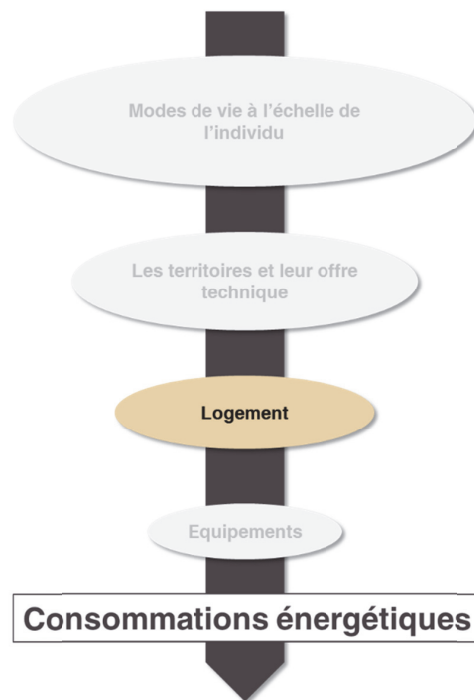 Modes de vie à l'échelle de
l'individu
Les territoires et leur offre
technique
Logement
Equipements
Consommations énergétiques